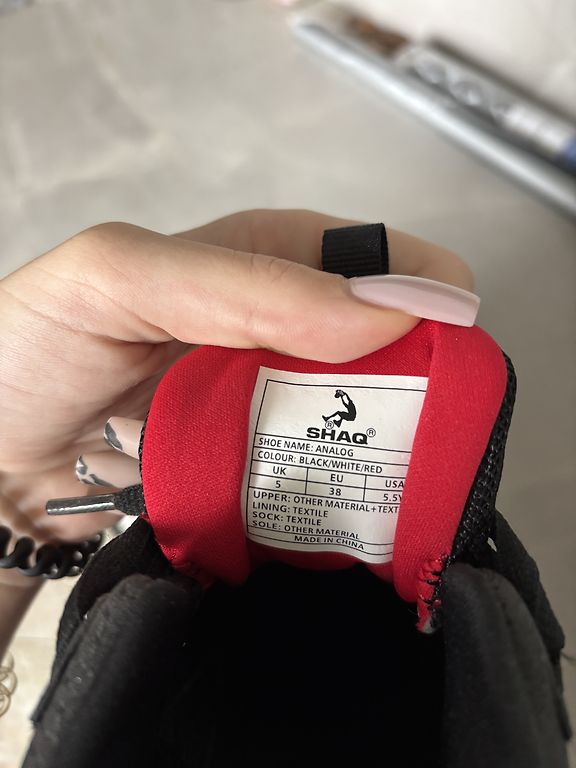 ® SHAQ®
SHOE NAME: ANALOG
COLOUR: BLACK/WHITE/RED
UK EU USA
5 38 5.5Y
UPPER: OTHER MATERIAL+TEXT
LINING: TEXTILE
SOCK: TEXTILE
SOLE: OTHER MATERIAL
MADE IN CHINA